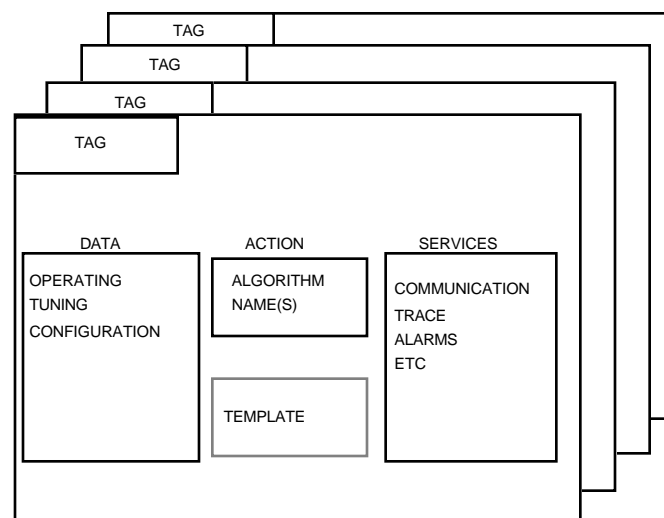 TAG
TAG
TAG
TAG
DATA
OPERATING
TUNING
CONFIGURATION
ACTION
ALGORITHM
NAME(S)
TEMPLATE
SERVICES
COMMUNICATION
TRACE
ALARMS
ETC